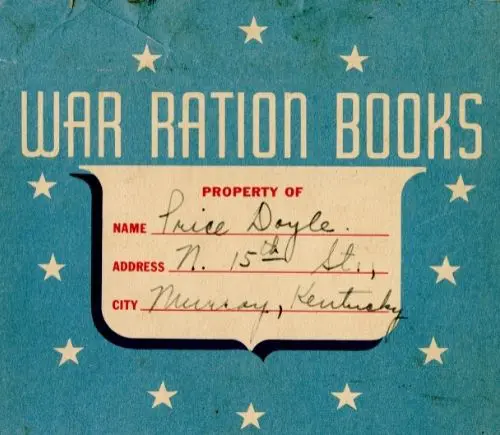 WAR RATION BOOKS
PROPERTY OF
NAME Price Doyle.
ADDRESS N. 15th St.,
CITY Murray, Kentucky